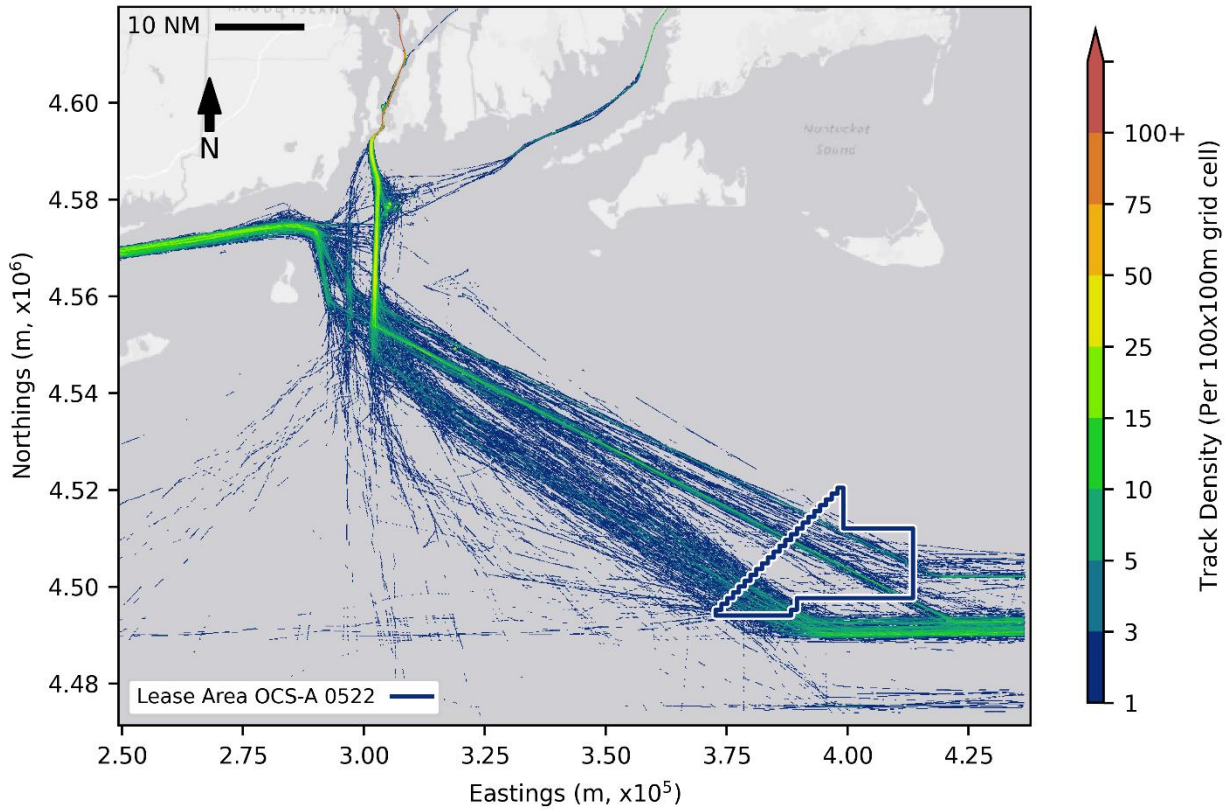 RHODE ISLAND
10 NM
N
Nantucket
Sound
4.60
4.58
4.56
4.54
4.52
4.50
4.48
Northings (m, x10⁶)
2.50 2.75 3.00 3.25 3.50 3.75 4.00 4.25
Eastings (m, x10⁵)
Lease Area OCS-A 0522
100+
75
50
25
15
10
5
3
1
Track Density (Per 100x100m grid cell)